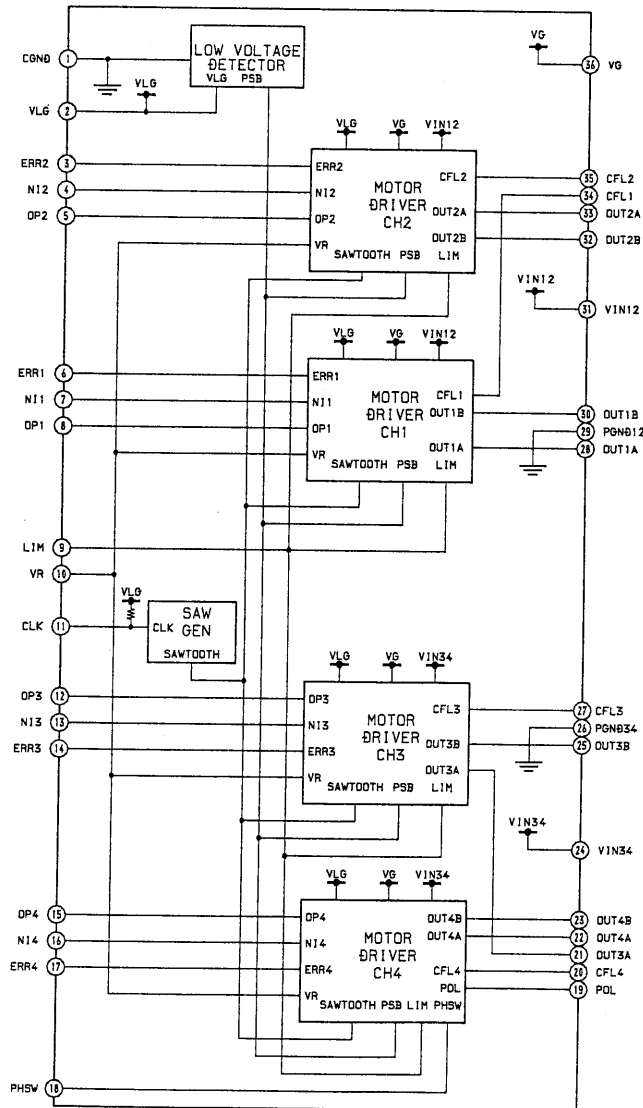 LOW VOLTAGE
DETECTOR
VLG PSB
CGND 1
VLG
VLG 2
VG
36 VG
VLG VG VIN12
ERR2 3 ERR2
NI2 4 NI2
OP2 5 OP2
VR
MOTOR
DRIVER
CH2
SAWTOOTH PSB LIM
CFL2 35 CFL2
34 CFL1
OUT2A 33 OUT2A
OUT2B 32 OUT2B
VIN12
31 VIN12
VLG VG VIN12
ERR1 6 ERR1
NI1 7 NI1
OP1 8 OP1
VR
MOTOR
DRIVER
CH1
SAWTOOTH PSB LIM
CFL1
OUT1B 30 OUT1B
29 PGND12
OUT1A 28 OUT1A
LIM 9
VR 10
VLG
CLK 11 CLK
SAW
GEN
SAWTOOTH
VLG VG VIN34
OP3 12 OP3
NI3 13 NI3
ERR3 14 ERR3
VR
MOTOR
DRIVER
CH3
SAWTOOTH PSB LIM
CFL3 27 CFL3
26 PGND34
OUT3B 25 OUT3B
OUT3A
VIN34
24 VIN34
VLG VG VIN34
OP4 15 OP4
NI4 16 NI4
ERR4 17 ERR4
VR
MOTOR
DRIVER
CH4
SAWTOOTH PSB LIM PHSW
OUT4B 23 OUT4B
OUT4A 22 OUT4A
21 OUT3A
CFL4 20 CFL4
POL 19 POL
PHSW 18